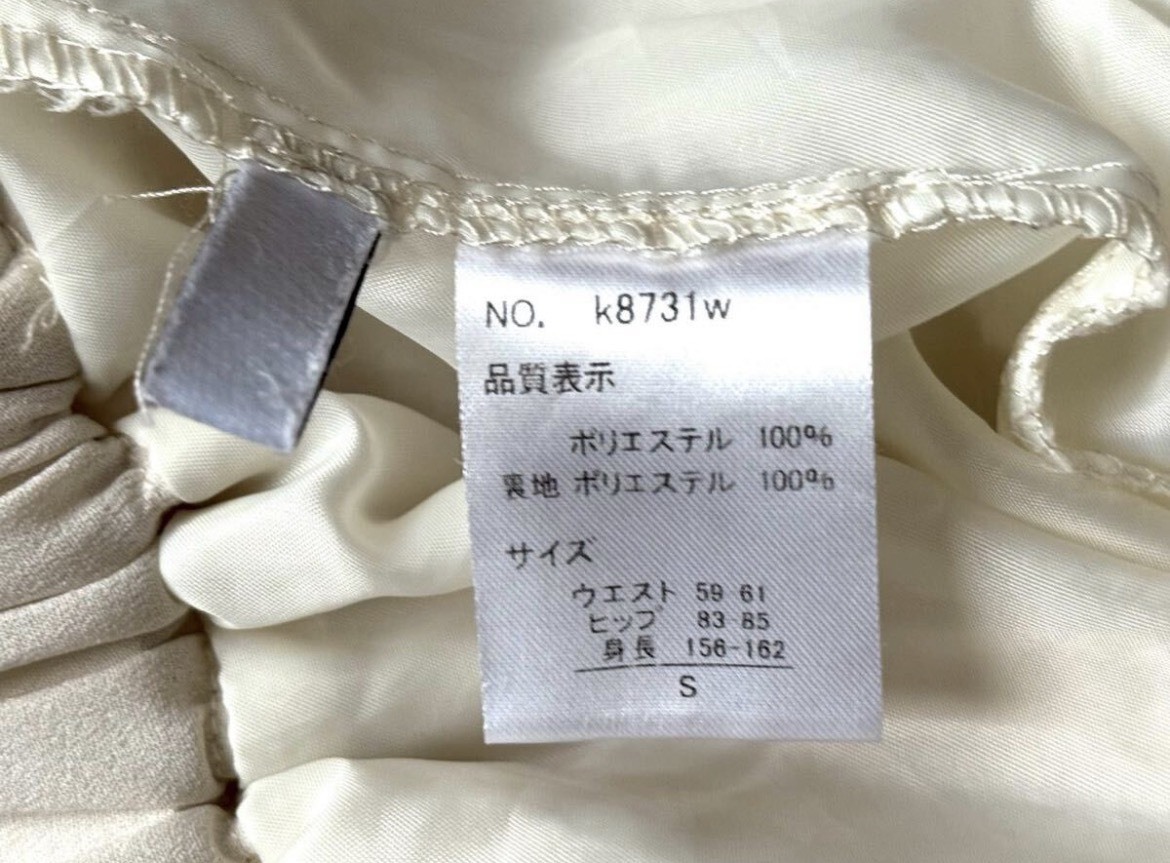 NO. k8731w
品質表示
ポリエステル 100%
裏地 ポリエステル 100%
サイズ
ウエスト 59 61
ヒップ 83 85
身長 156-162
S